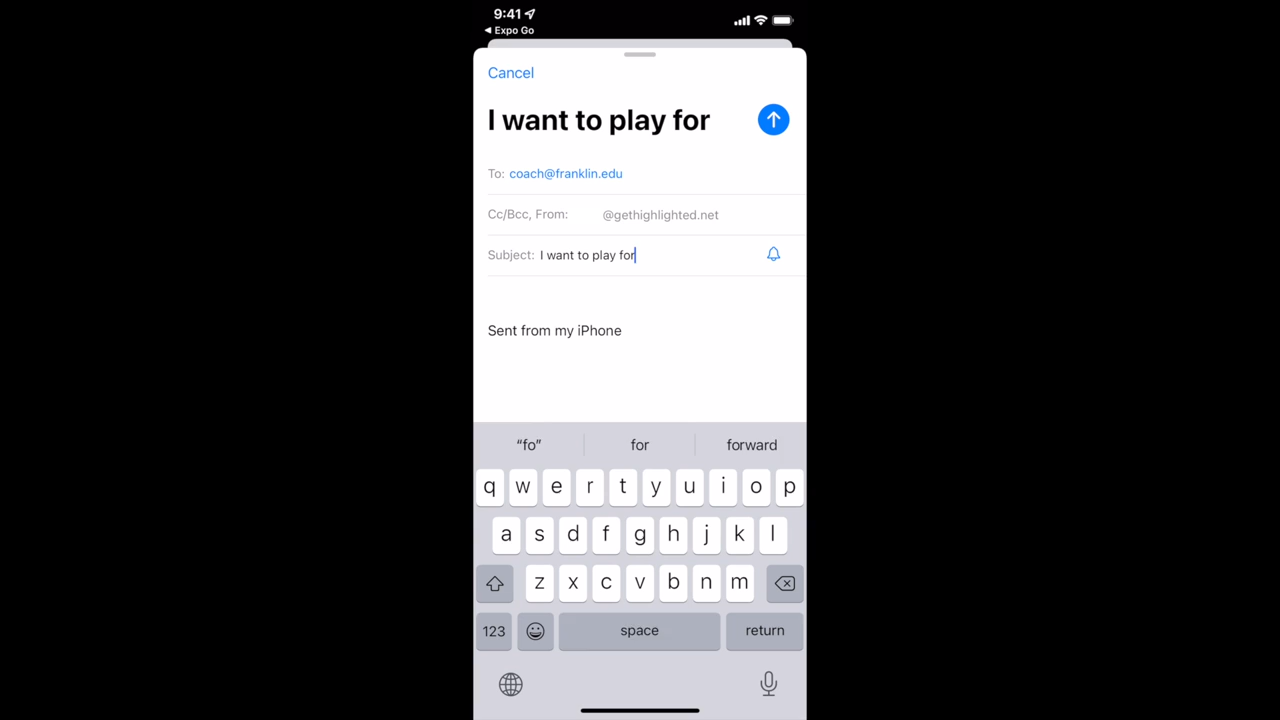 9:41
◀ Expo Go
Cancel
I want to play for
To: coach@franklin.edu
Cc/Bcc, From: @gethighlighted.net
Subject: I want to play for
Sent from my iPhone
“fo” for forward
q w e r t y u i o p
a s d f g h j k l
z x c v b n m
123 space return